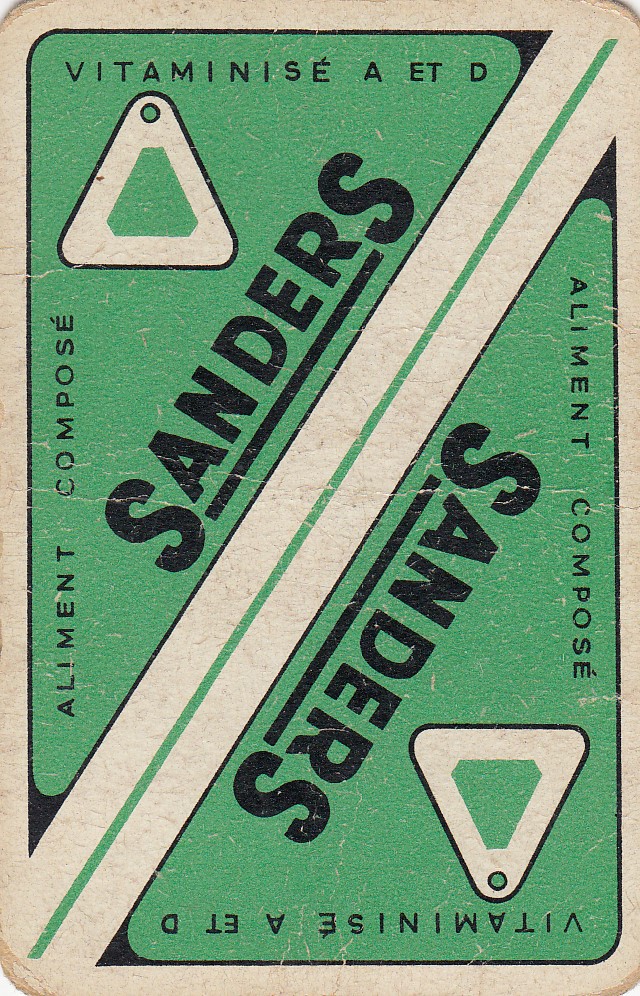 VITAMINISÉ A ET D
ALIMENT COMPOSÉ
SANDERS
SANDERS
ALIMENT COMPOSÉ
VITAMINISÉ A ET D